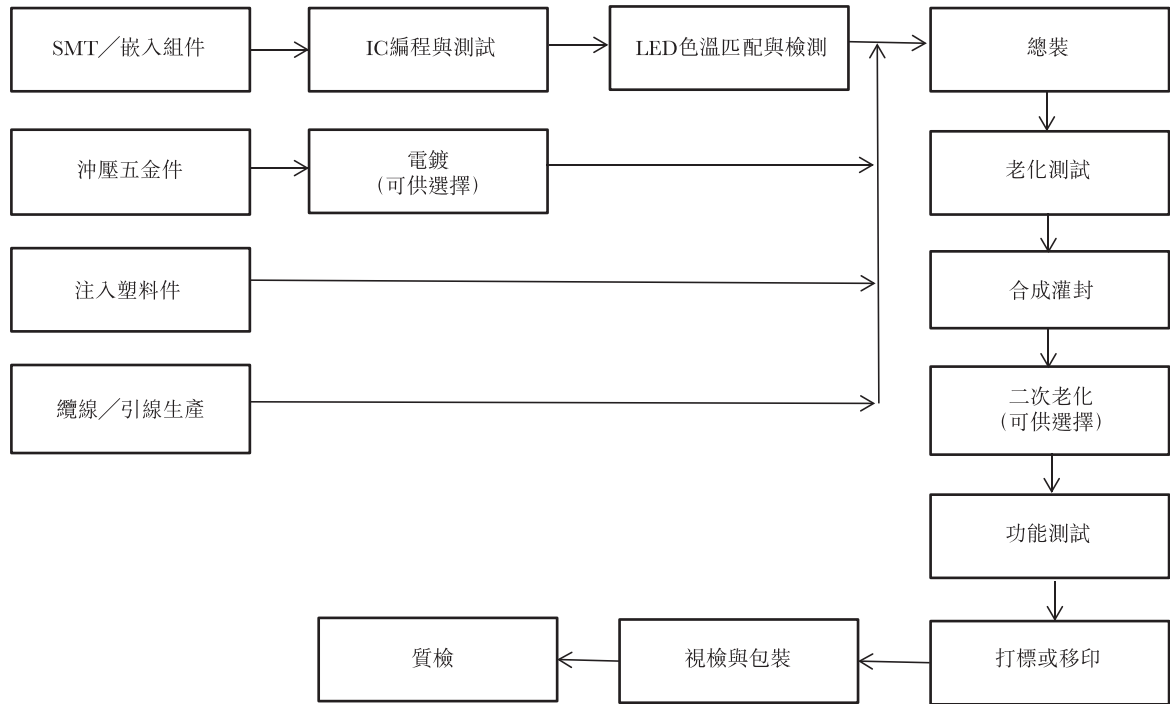 SMT／嵌入組件
IC編程與測試
LED色溫匹配與檢測
總裝
沖壓五金件
電鍍
（可供選擇）
老化測試
注入塑料件
合成灌封
纜線／引線生產
二次老化
（可供選擇）
功能測試
質檢
視檢與包裝
打標或移印